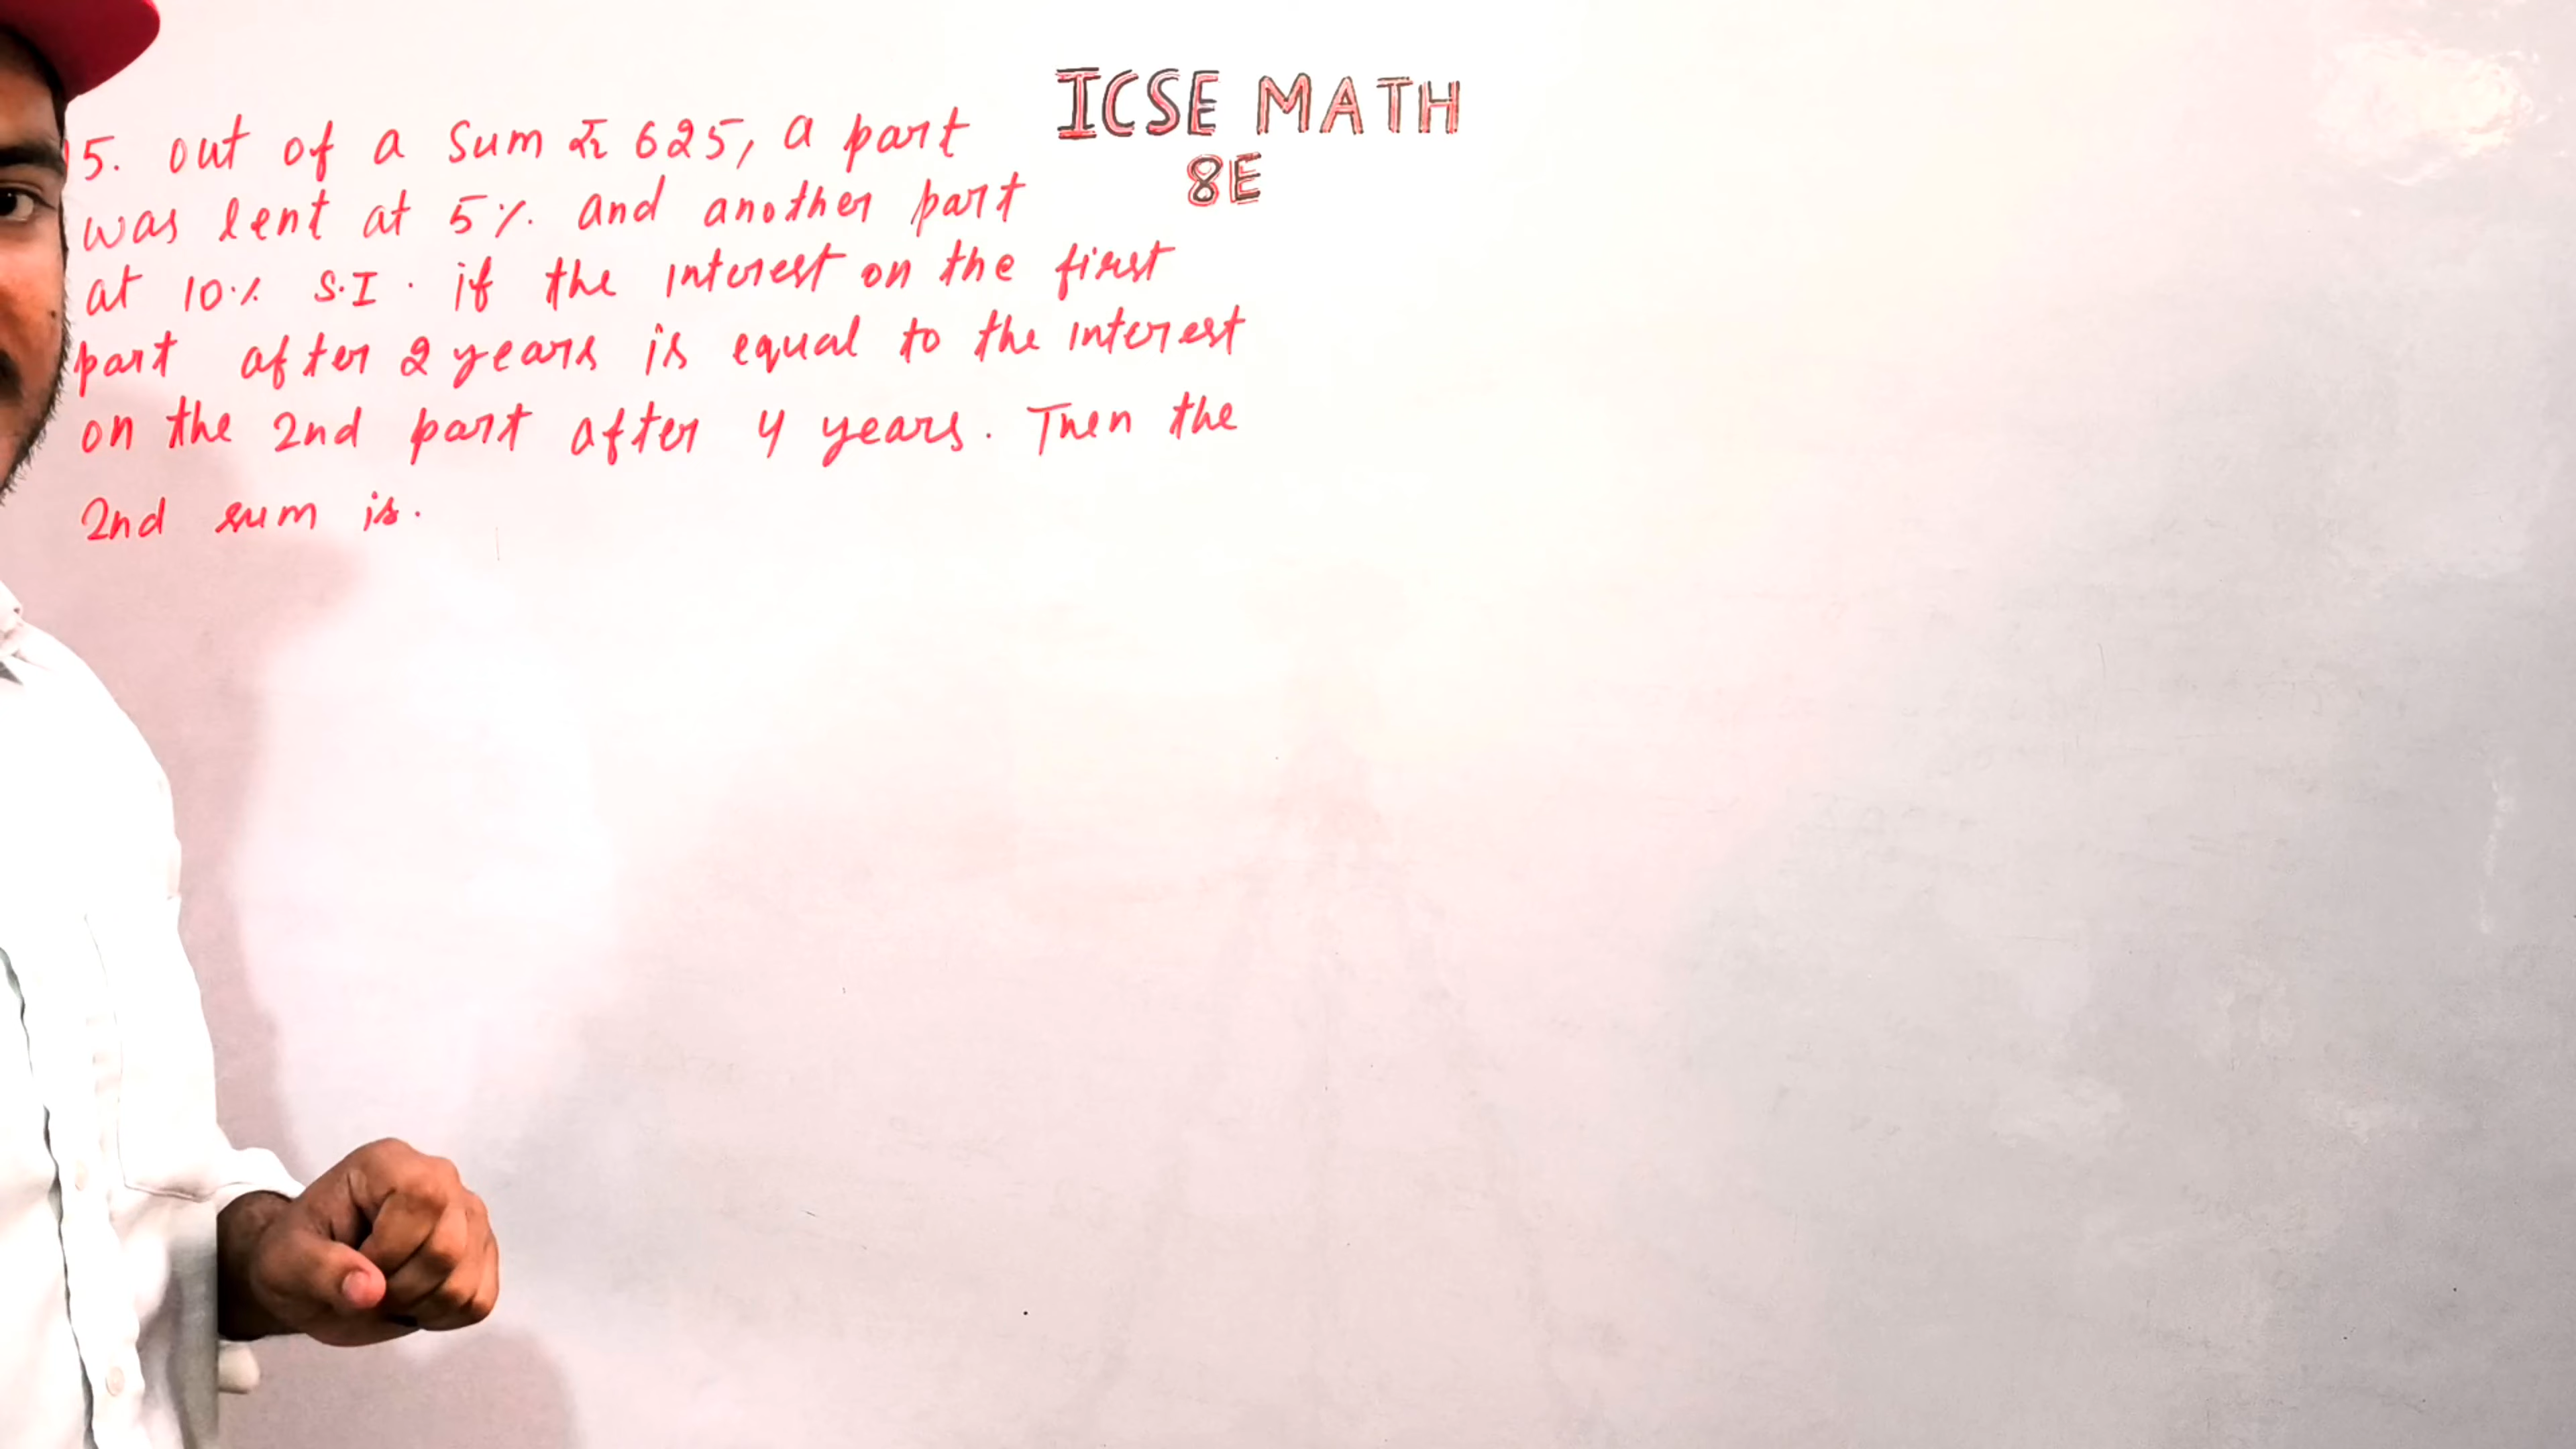 ICSE MATH
8E
5. out of a sum ₹ 625, a part
was lent at 5% and another part
at 10% S.I. if the interest on the first
part after 2 years is equal to the interest
on the 2nd part after 4 years. Then the
2nd sum is.